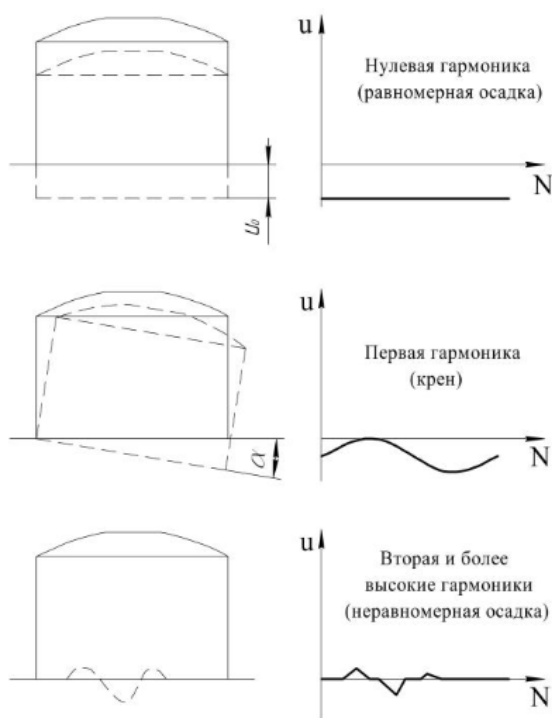 u
Нулевая гармоника
(равномерная осадка)
N
u₀
u
Первая гармоника
(крен)
N
α
u
Вторая и более
высокие гармоники
(неравномерная осадка)
N